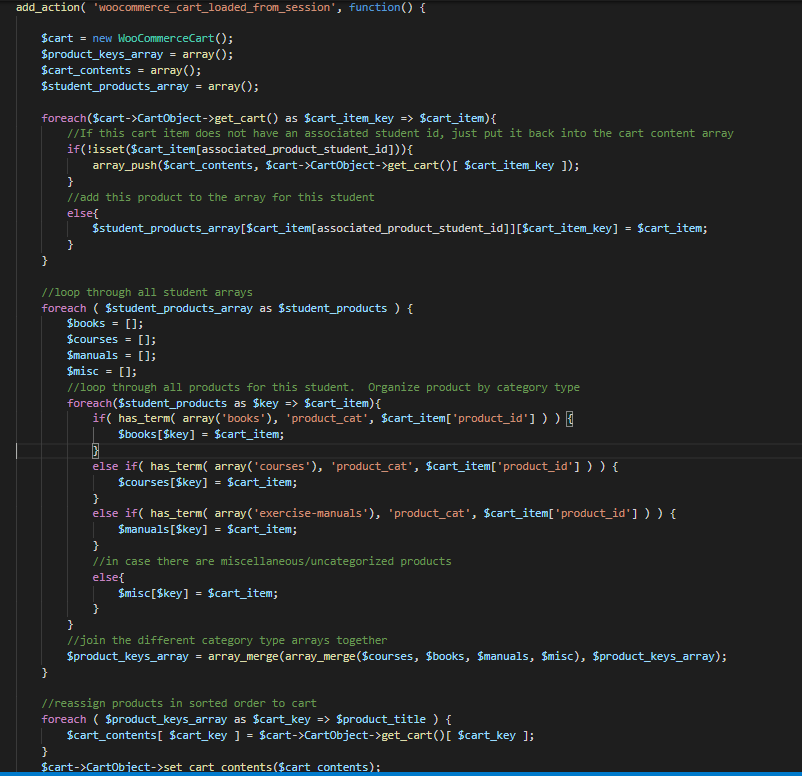 add_action( 'woocommerce_cart_loaded_from_session', function() {
$cart = new WooCommerceCart();
$product_keys_array = array();
$cart_contents = array();
$student_products_array = array();
foreach($cart->CartObject->get_cart() as $cart_item_key => $cart_item){
//If this cart item does not have an associated student id, just put it back into the cart content array
if(!isset($cart_item[associated_product_student_id])){
array_push($cart_contents, $cart->CartObject->get_cart()[ $cart_item_key ]);
}
//add this product to the array for this student
else{
$student_products_array[$cart_item[associated_product_student_id]][$cart_item_key] = $cart_item;
}
}
//loop through all student arrays
foreach ( $student_products_array as $student_products ) {
$books = [];
$courses = [];
$manuals = [];
$misc = [];
//loop through all products for this student.  Organize product by category type
foreach($student_products as $key => $cart_item){
if( has_term( array('books'), 'product_cat', $cart_item['product_id'] ) ) {
$books[$key] = $cart_item;
}
else if( has_term( array('courses'), 'product_cat', $cart_item['product_id'] ) ) {
$courses[$key] = $cart_item;
}
else if( has_term( array('exercise-manuals'), 'product_cat', $cart_item['product_id'] ) ) {
$manuals[$key] = $cart_item;
}
//in case there are miscellaneous/uncategorized products
else{
$misc[$key] = $cart_item;
}
}
//join the different category type arrays together
$product_keys_array = array_merge(array_merge($courses, $books, $manuals, $misc), $product_keys_array);
}
//reassign products in sorted order to cart
foreach ( $product_keys_array as $cart_key => $product_title ) {
$cart_contents[ $cart_key ] = $cart->CartObject->get_cart()[ $cart_key ];
}
$cart->CartObject->set_cart_contents($cart_contents);